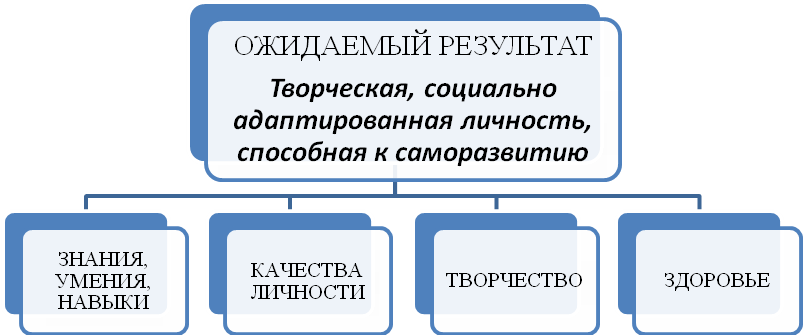 ОЖИДАЕМЫЙ РЕЗУЛЬТАТ
Творческая, социально
адаптированная личность,
способная к саморазвитию
ЗНАНИЯ,
УМЕНИЯ,
НАВЫКИ
КАЧЕСТВА
ЛИЧНОСТИ
ТВОРЧЕСТВО
ЗДОРОВЬЕ